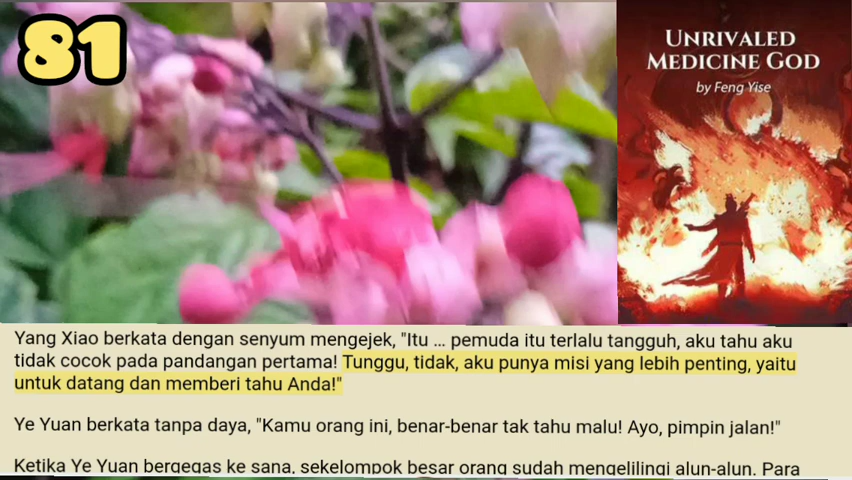 81
UNRIVALED
MEDICINE GOD
by Feng Yise
Yang Xiao berkata dengan senyum mengejek, "Itu ... pemuda itu terlalu tangguh, aku tahu aku
tidak cocok pada pandangan pertama! Tunggu, tidak, aku punya misi yang lebih penting, yaitu
untuk datang dan memberi tahu Anda!"
Ye Yuan berkata tanpa daya, "Kamu orang ini, benar-benar tak tahu malu! Ayo, pimpin jalan!"
Ketika Ye Yuan bergegas ke sana, sekelompok besar orang sudah mengelilingi alun-alun. Para